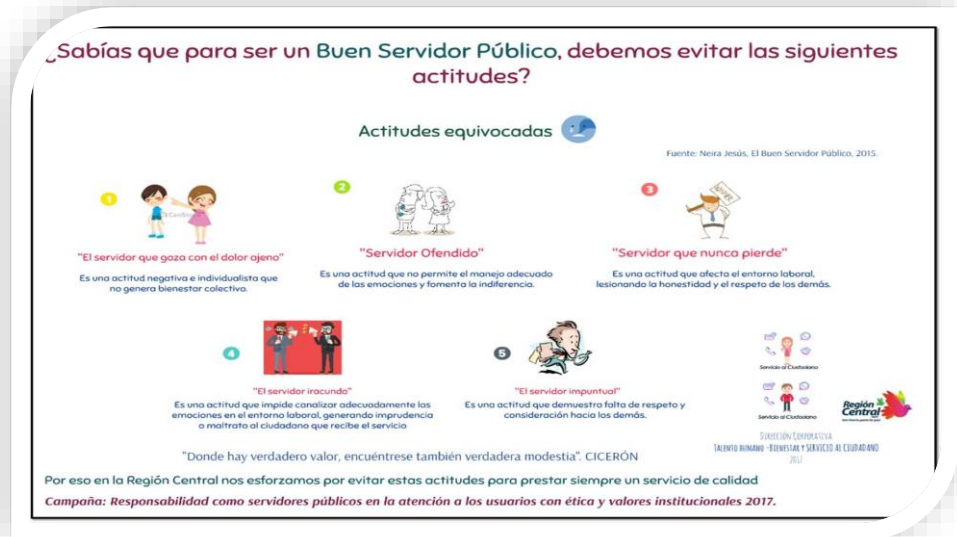 ¿Sabías que para ser un Buen Servidor Público, debemos evitar las siguientes
actitudes?
Actitudes equivocadas
Fuente: Neira Jesús, El Buen Servidor Público, 2015.
1
"El servidor que goza con el dolor ajeno"
Es una actitud negativa e individualista que
no genera bienestar colectivo.
2
"Servidor Ofendido"
Es una actitud que no permite el manejo adecuado
de las emociones y fomenta la indiferencia.
3
"Servidor que nunca pierde"
Es una actitud que afecta el entorno laboral,
lesionando la honestidad y el respeto de los demás.
4
"El servidor iracundo"
Es una actitud que impide canalizar adecuadamente las
emociones en el entorno laboral, generando imprudencia
o maltrato al ciudadano que recibe el servicio
5
"El servidor impuntual"
Es una actitud que demuestra falta de respeto y
consideración hacia los demás.
Servicio al Ciudadano
Servicio al Ciudadano
Región
Central
Dirección Corporativa
Talento humano -Bienestar y SERVICIO AL CIUDADANO
2017
"Donde hay verdadero valor, encuéntrese también verdadera modestia". CICERÓN
Por eso en la Región Central nos esforzamos por evitar estas actitudes para prestar siempre un servicio de calidad
Campaña: Responsabilidad como servidores públicos en la atención a los usuarios con ética y valores institucionales 2017.